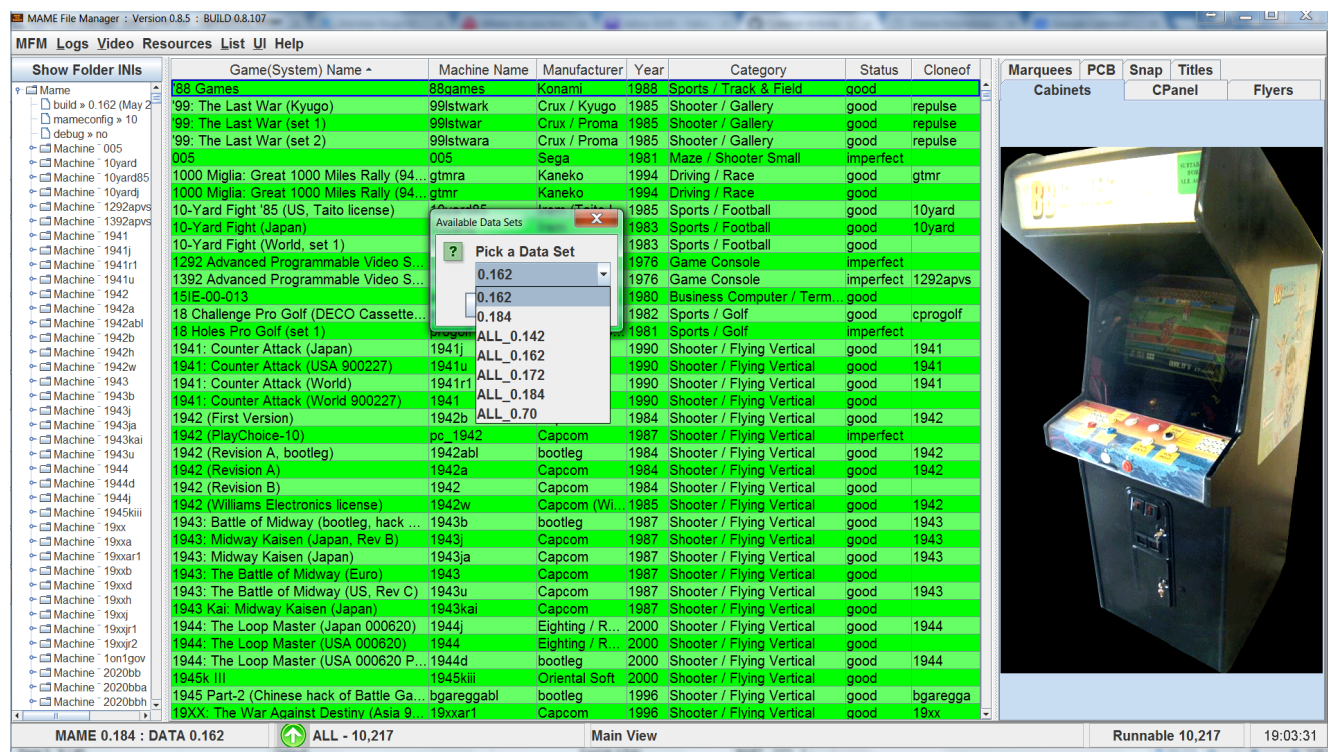 MAME File Manager : Version 0.8.5 : BUILD 0.8.107
MFM Logs Video Resources List UI Help
Show Folder INIs
Mame
build » 0.162 (May 2
mameconfig » 10
debug » no
Machine ¨ 005
Machine ¨ 10yard
Machine ¨ 10yard85
Machine ¨ 10yardj
Machine ¨ 1292apvs
Machine ¨ 1392apvs
Machine ¨ 1941
Machine ¨ 1941j
Machine ¨ 1941r1
Machine ¨ 1941u
Machine ¨ 1942
Machine ¨ 1942a
Machine ¨ 1942abl
Machine ¨ 1942b
Machine ¨ 1942h
Machine ¨ 1942w
Machine ¨ 1943
Machine ¨ 1943b
Machine ¨ 1943j
Machine ¨ 1943ja
Machine ¨ 1943kai
Machine ¨ 1943u
Machine ¨ 1944
Machine ¨ 1944d
Machine ¨ 1944j
Machine ¨ 1945kiii
Machine ¨ 19xx
Machine ¨ 19xxa
Machine ¨ 19xxar1
Machine ¨ 19xxb
Machine ¨ 19xxd
Machine ¨ 19xxh
Machine ¨ 19xxj
Machine ¨ 19xxjr1
Machine ¨ 19xxjr2
Machine ¨ 1on1gov
Machine ¨ 2020bb
Machine ¨ 2020bba
Machine ¨ 2020bbh
Game(System) Name Machine Name Manufacturer Year Category Status Cloneof
'88 Games 88games Konami 1988 Sports / Track & Field good
'99: The Last War (Kyugo) 99lstwark Crux / Kyugo 1985 Shooter / Gallery good repulse
'99: The Last War (set 1) 99lstwar Crux / Proma 1985 Shooter / Gallery good repulse
'99: The Last War (set 2) 99lstwara Crux / Proma 1985 Shooter / Gallery good repulse
005 005 Sega 1981 Maze / Shooter Small imperfect
1000 Miglia: Great 1000 Miles Rally (94... gtmra Kaneko 1994 Driving / Race good gtmr
1000 Miglia: Great 1000 Miles Rally (94... gtmr Kaneko 1994 Driving / Race good
10-Yard Fight '85 (US, Taito license) 1985 Sports / Football good 10yard
10-Yard Fight (Japan) 1983 Sports / Football good 10yard
10-Yard Fight (World, set 1) 1983 Sports / Football good
1292 Advanced Programmable Video S... 1976 Game Console imperfect
1392 Advanced Programmable Video S... 1976 Game Console imperfect 1292apvs
15IE-00-013 1980 Business Computer / Term... good
18 Challenge Pro Golf (DECO Cassette... 1982 Sports / Golf good cprogolf
18 Holes Pro Golf (set 1) 1981 Sports / Golf imperfect
1941: Counter Attack (Japan) 1941j 1990 Shooter / Flying Vertical good 1941
1941: Counter Attack (USA 900227) 1941u 1990 Shooter / Flying Vertical good 1941
1941: Counter Attack (World) 1941r1 1990 Shooter / Flying Vertical good 1941
1941: Counter Attack (World 900227) 1941 1990 Shooter / Flying Vertical good
1942 (First Version) 1942b 1984 Shooter / Flying Vertical good 1942
1942 (PlayChoice-10) pc_1942 Capcom 1987 Shooter / Flying Vertical imperfect
1942 (Revision A, bootleg) 1942abl bootleg 1984 Shooter / Flying Vertical good 1942
1942 (Revision A) 1942a Capcom 1984 Shooter / Flying Vertical good 1942
1942 (Revision B) 1942 Capcom 1984 Shooter / Flying Vertical good
1942 (Williams Electronics license) 1942w Capcom (Wi... 1985 Shooter / Flying Vertical good 1942
1943: Battle of Midway (bootleg, hack ... 1943b bootleg 1987 Shooter / Flying Vertical good 1943
1943: Midway Kaisen (Japan, Rev B) 1943j Capcom 1987 Shooter / Flying Vertical good 1943
1943: Midway Kaisen (Japan) 1943ja Capcom 1987 Shooter / Flying Vertical good 1943
1943: The Battle of Midway (Euro) 1943 Capcom 1987 Shooter / Flying Vertical good
1943: The Battle of Midway (US, Rev C) 1943u Capcom 1987 Shooter / Flying Vertical good 1943
1943 Kai: Midway Kaisen (Japan) 1943kai Capcom 1987 Shooter / Flying Vertical good
1944: The Loop Master (Japan 000620) 1944j Eighting / R... 2000 Shooter / Flying Vertical good 1944
1944: The Loop Master (USA 000620) 1944 Eighting / R... 2000 Shooter / Flying Vertical good
1944: The Loop Master (USA 000620 P... 1944d bootleg 2000 Shooter / Flying Vertical good 1944
1945k III 1945kiii Oriental Soft 2000 Shooter / Flying Vertical good
1945 Part-2 (Chinese hack of Battle Ga... bgareggabl bootleg 1996 Shooter / Flying Vertical good bgaregga
19XX: The War Against Destiny (Asia 9... 19xxar1 Capcom 1996 Shooter / Flying Vertical good 19xx
Available Data Sets
Pick a Data Set
0.162
0.162
0.184
ALL_0.142
ALL_0.162
ALL_0.172
ALL_0.184
ALL_0.70
Marquees PCB Snap Titles
Cabinets CPanel Flyers
MAME 0.184 : DATA 0.162 ALL - 10,217 Main View Runnable 10,217 19:03:31